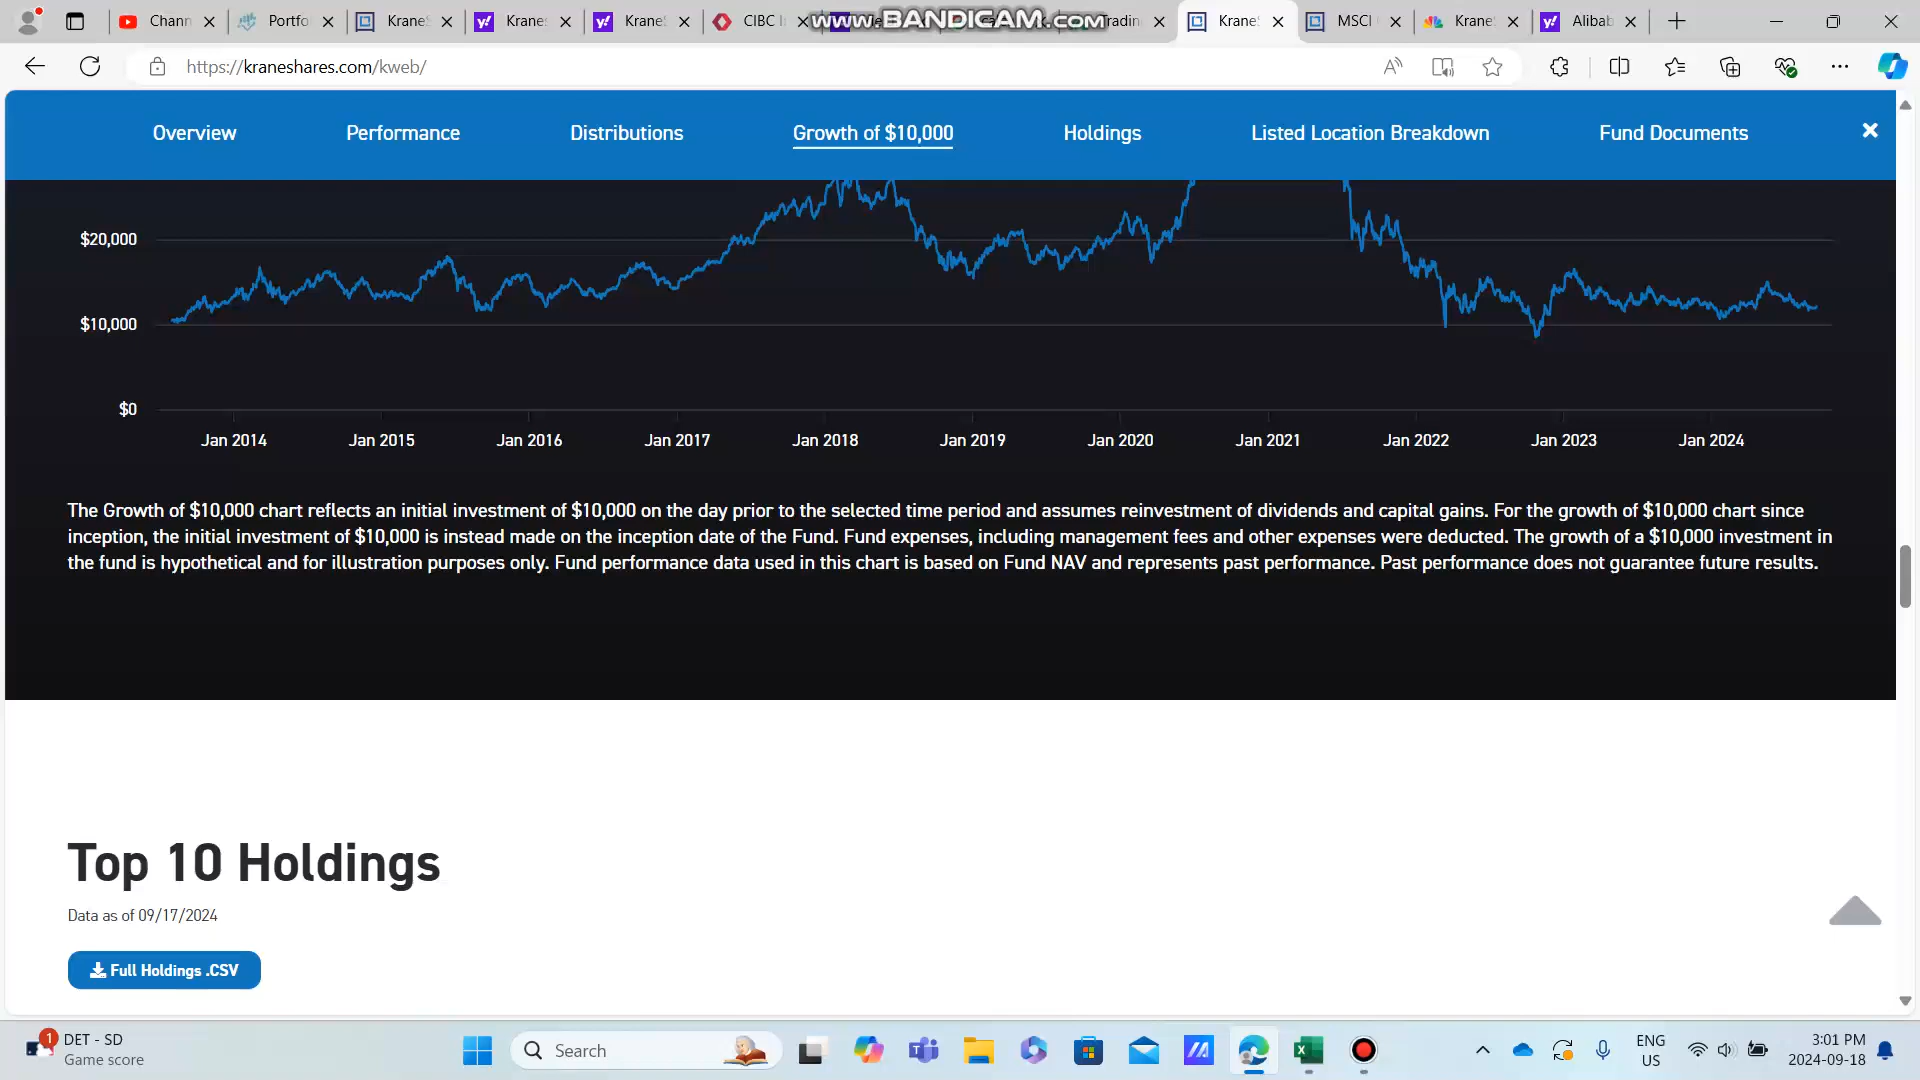 Chann
Portfo
Krane
Krane
Krane
CIBC I
www.BANDICAM.com
Tradin
Krane
MSCI
Krane
Alibab
https://kraneshares.com/kweb/
Overview
Performance
Distributions
Growth of $10,000
Holdings
Listed Location Breakdown
Fund Documents
$20,000
$10,000
$0
Jan 2014
Jan 2015
Jan 2016
Jan 2017
Jan 2018
Jan 2019
Jan 2020
Jan 2021
Jan 2022
Jan 2023
Jan 2024
The Growth of $10,000 chart reflects an initial investment of $10,000 on the day prior to the selected time period and assumes reinvestment of dividends and capital gains. For the growth of $10,000 chart since
inception, the initial investment of $10,000 is instead made on the inception date of the Fund. Fund expenses, including management fees and other expenses were deducted. The growth of a $10,000 investment in
the fund is hypothetical and for illustration purposes only. Fund performance data used in this chart is based on Fund NAV and represents past performance. Past performance does not guarantee future results.
Top 10 Holdings
Data as of 09/17/2024
Full Holdings .CSV
1
DET - SD
Game score
Search
ENG
US
3:01 PM
2024-09-18